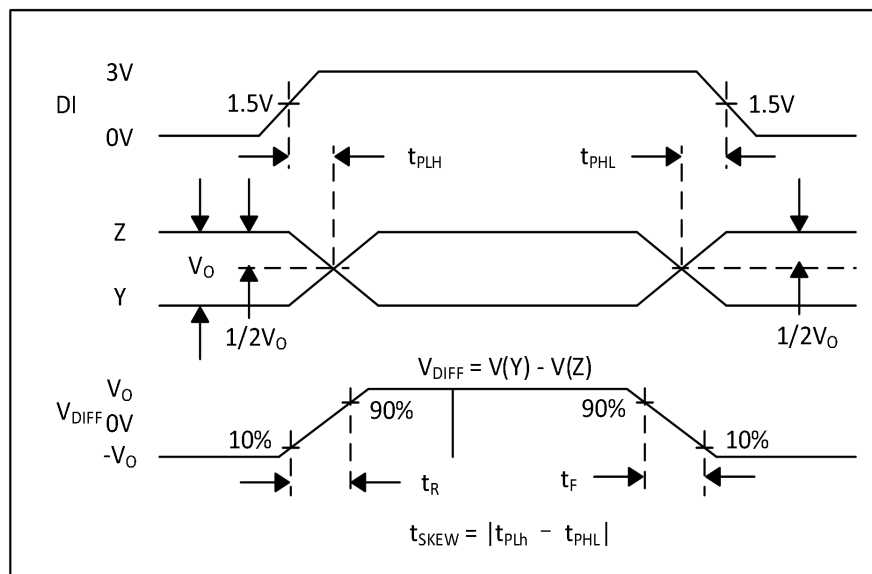 3V
DI
1.5V
1.5V
0V
tPLH
tPHL
Z
VO
Y
1/2VO
1/2VO
VDIFF = V(Y) - V(Z)
VO
VDIFF
0V
90%
90%
10%
10%
-VO
tR
tF
tSKEW = |tPLh - tPHL|